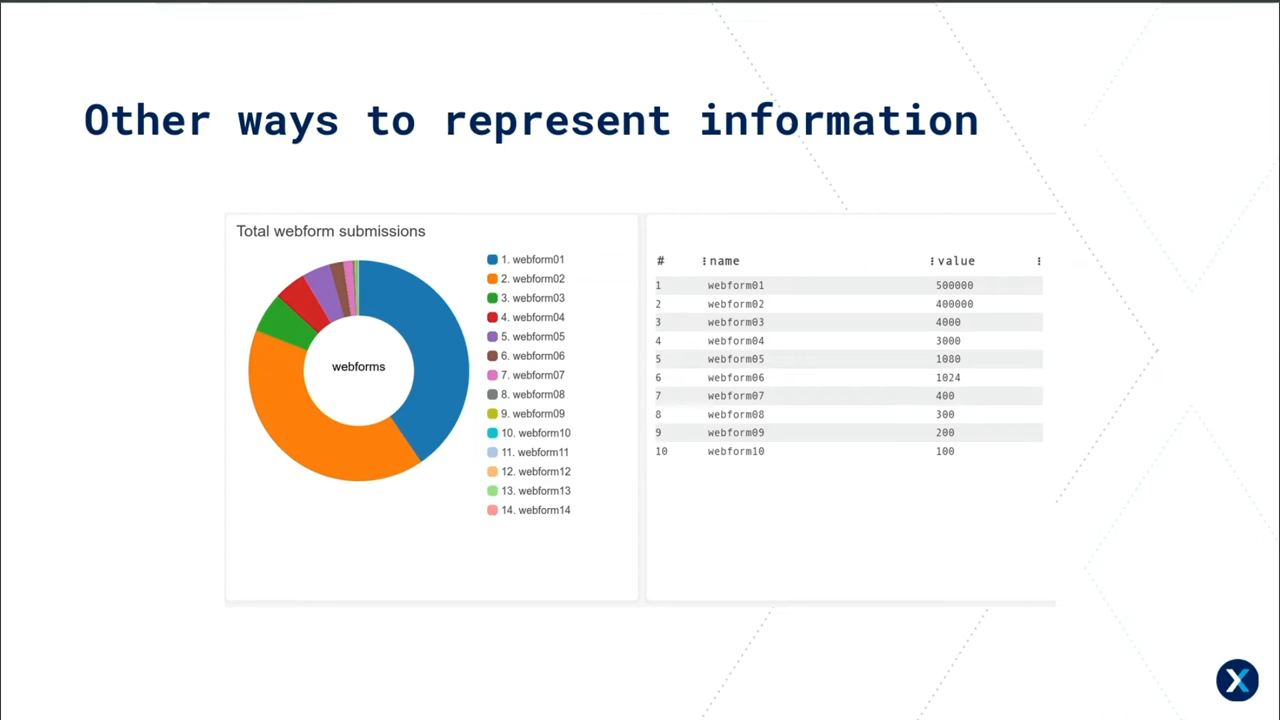 Other ways to represent information
Total webform submissions
webforms
1. webform01
2. webform02
3. webform03
4. webform04
5. webform05
6. webform06
7. webform07
8. webform08
9. webform09
10. webform10
11. webform11
12. webform12
13. webform13
14. webform14
# name value
1 webform01 500000
2 webform02 400000
3 webform03 4000
4 webform04 3000
5 webform05 1080
6 webform06 1024
7 webform07 400
8 webform08 300
9 webform09 200
10 webform10 100
X